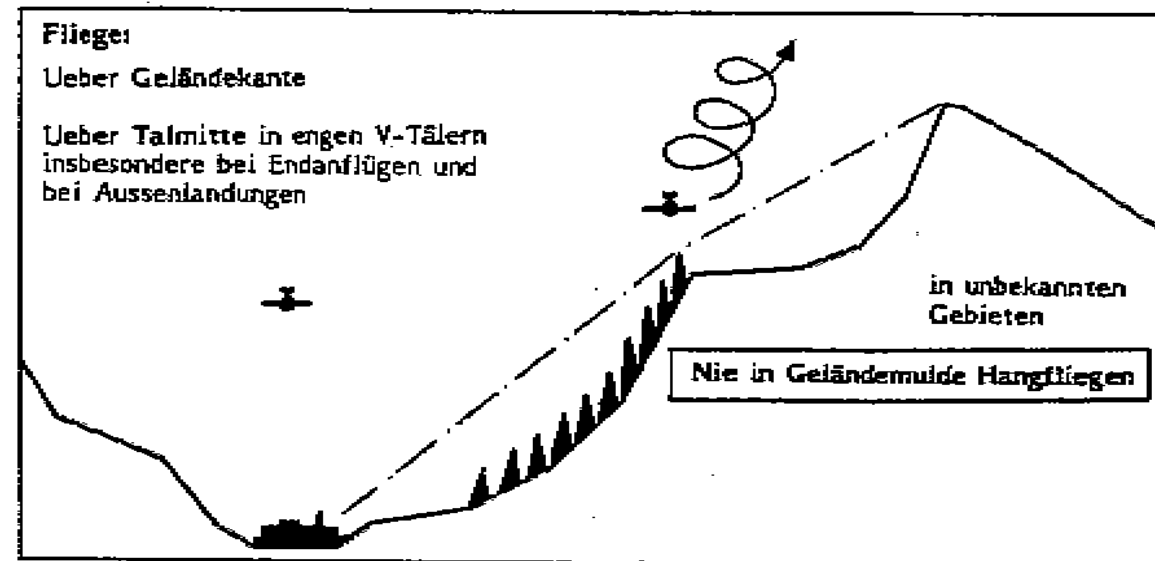 Fliege:
Ueber Geländekante
Ueber Talmitte in engen V-Tälern
insbesondere bei Endanflügen und
bei Aussenlandungen
in unbekannten
Gebieten
Nie in Geländemulde Hangfliegen